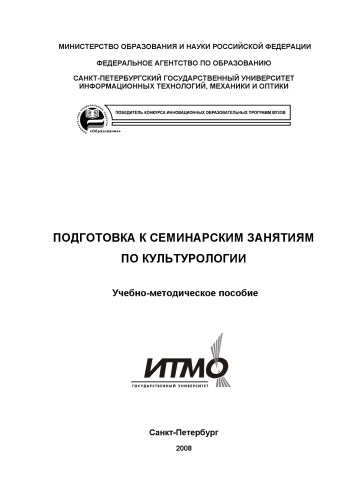 МИНИСТЕРСТВО ОБРАЗОВАНИЯ И НАУКИ РОССИЙСКОЙ ФЕДЕРАЦИИ
ФЕДЕРАЛЬНОЕ АГЕНТСТВО ПО ОБРАЗОВАНИЮ
САНКТ-ПЕТЕРБУРГСКИЙ ГОСУДАРСТВЕННЫЙ УНИВЕРСИТЕТ
ИНФОРМАЦИОННЫХ ТЕХНОЛОГИЙ, МЕХАНИКИ И ОПТИКИ
ПОБЕДИТЕЛЬ КОНКУРСА ИННОВАЦИОННЫХ ОБРАЗОВАТЕЛЬНЫХ ПРОГРАММ ВУЗОВ
«Образование»
ПОДГОТОВКА К СЕМИНАРСКИМ ЗАНЯТИЯМ
ПО КУЛЬТУРОЛОГИИ
Учебно-методическое пособие
ИТМО
ГОСУДАРСТВЕННЫЙ УНИВЕРСИТЕТ
Санкт-Петербург
2008